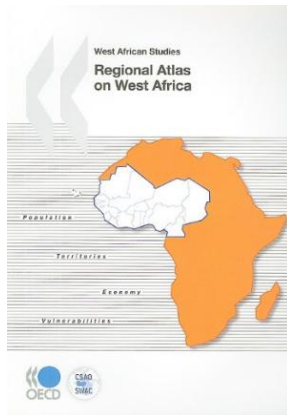 West African Studies
Regional Atlas
on West Africa
Population
Territories
Economy
Vulnerabilities
OECD
CSAO
SWAC